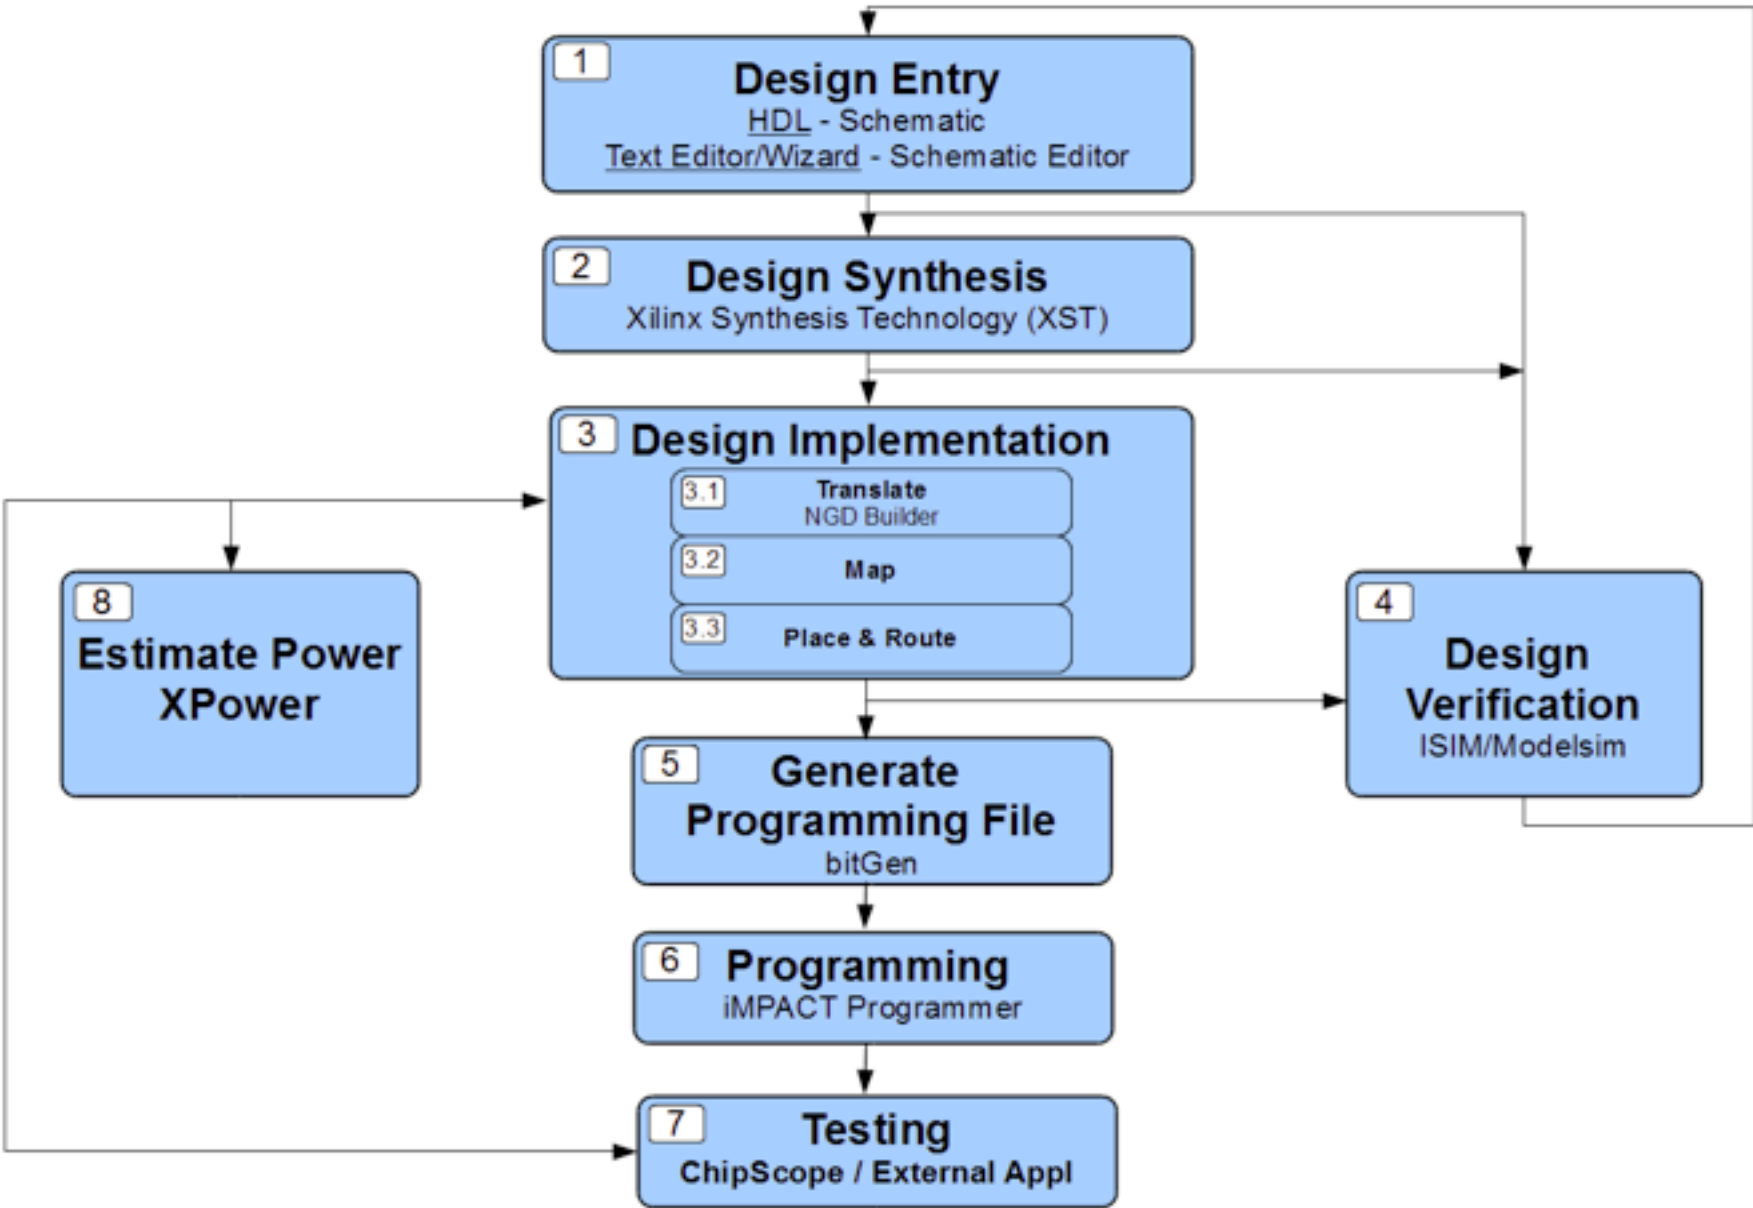 1
Design Entry
HDL - Schematic
Text Editor/Wizard - Schematic Editor
2
Design Synthesis
Xilinx Synthesis Technology (XST)
3
Design Implementation
3.1
Translate
NGD Builder
3.2
Map
3.3
Place & Route
8
Estimate Power
XPower
4
Design
Verification
ISIM/Modelsim
5
Generate
Programming File
bitGen
6
Programming
iMPACT Programmer
7
Testing
ChipScope / External Appl